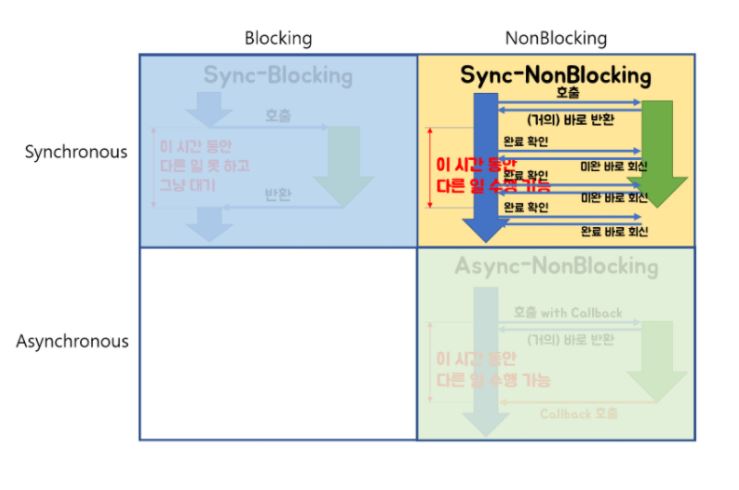 Blocking
NonBlocking
Synchronous
Sync-Blocking
호출
이 시간 동안
다른 일 못 하고
그냥 대기
반환
Sync-NonBlocking
호출
(거의) 바로 반환
완료 확인
미완 바로 회신
이 시간 동안
다른 일 수행 가능
완료 확인
미완 바로 회신
완료 확인
완료 바로 회신
Asynchronous
Async-NonBlocking
호출 with Callback
(거의) 바로 반환
이 시간 동안
다른 일 수행 가능
Callback 호출